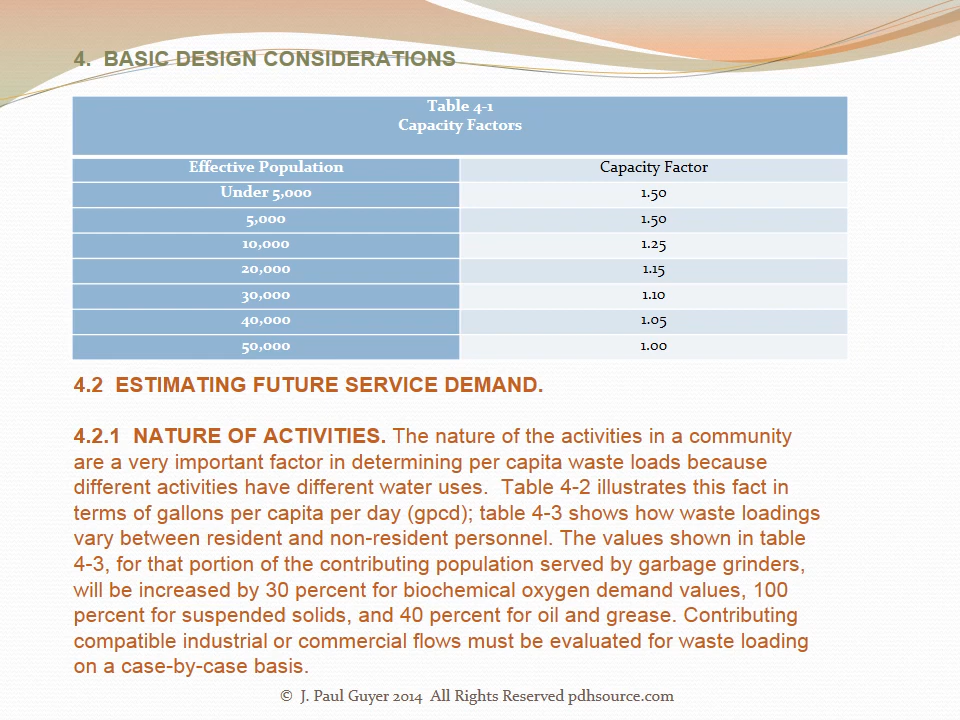 4. BASIC DESIGN CONSIDERATIONS
Table 4-1
Capacity Factors
Effective Population Capacity Factor
Under 5,000 1.50
5,000 1.50
10,000 1.25
20,000 1.15
30,000 1.10
40,000 1.05
50,000 1.00
4.2 ESTIMATING FUTURE SERVICE DEMAND.
4.2.1 NATURE OF ACTIVITIES. The nature of the activities in a community
are a very important factor in determining per capita waste loads because
different activities have different water uses. Table 4-2 illustrates this fact in
terms of gallons per capita per day (gpcd); table 4-3 shows how waste loadings
vary between resident and non-resident personnel. The values shown in table
4-3, for that portion of the contributing population served by garbage grinders,
will be increased by 30 percent for biochemical oxygen demand values, 100
percent for suspended solids, and 40 percent for oil and grease. Contributing
compatible industrial or commercial flows must be evaluated for waste loading
on a case-by-case basis.
© J. Paul Guyer 2014 All Rights Reserved pdhsource.com